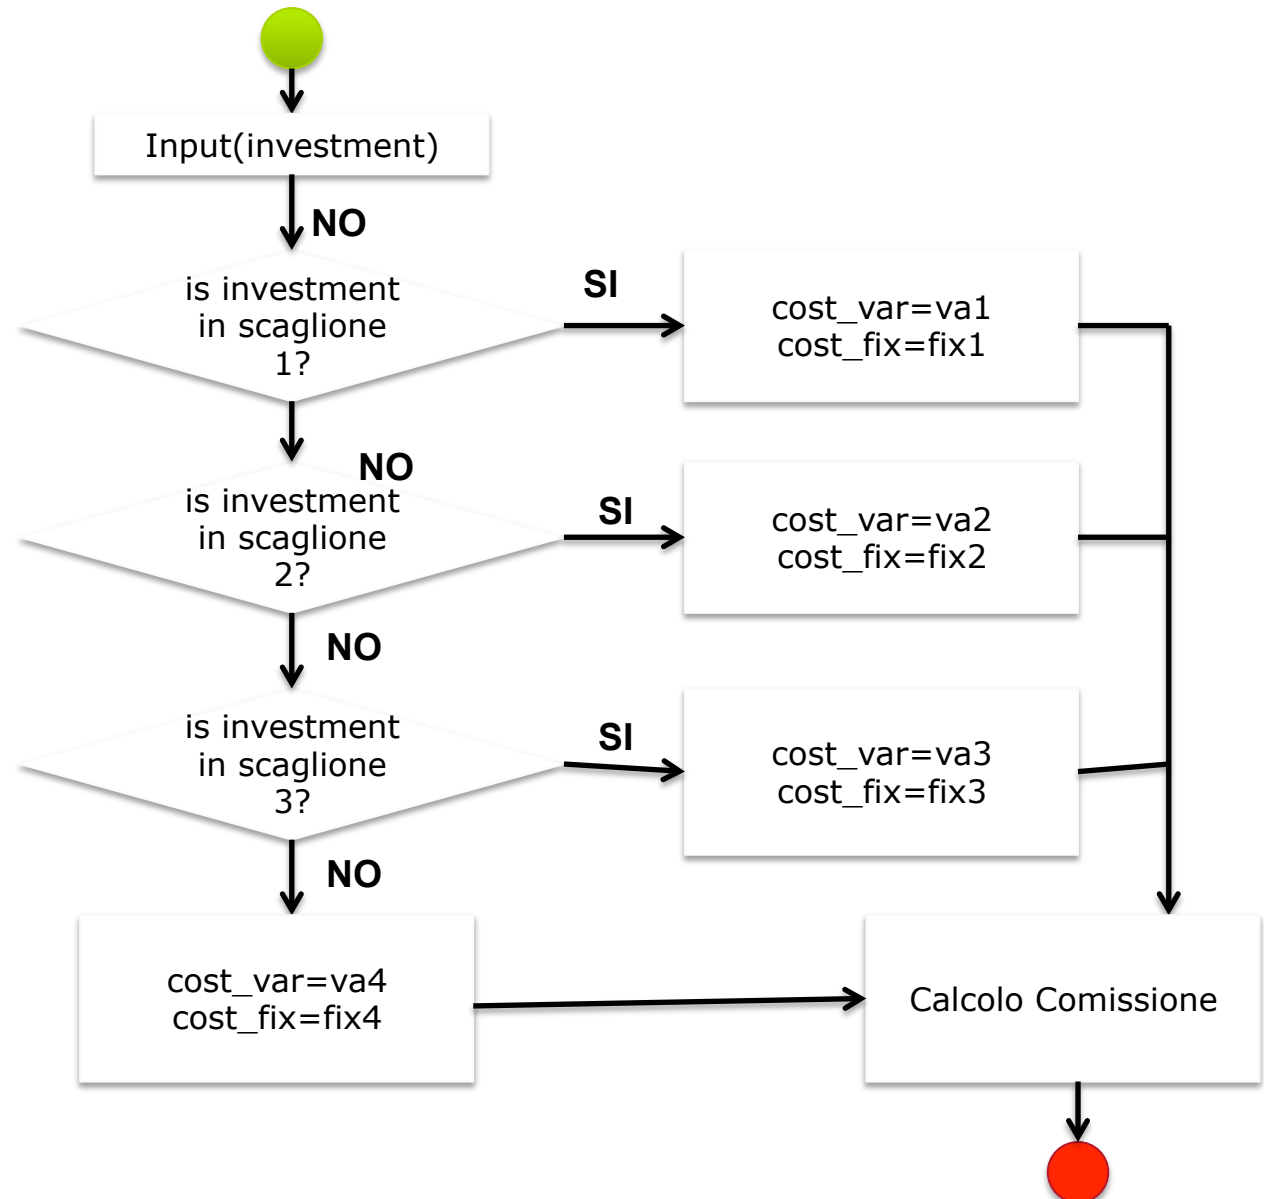 Input(investment)
NO
is investment
in scaglione
1?
SI
cost_var=va1
cost_fix=fix1
NO
is investment
in scaglione
2?
SI
cost_var=va2
cost_fix=fix2
NO
is investment
in scaglione
3?
SI
cost_var=va3
cost_fix=fix3
NO
cost_var=va4
cost_fix=fix4
Calcolo Comissione